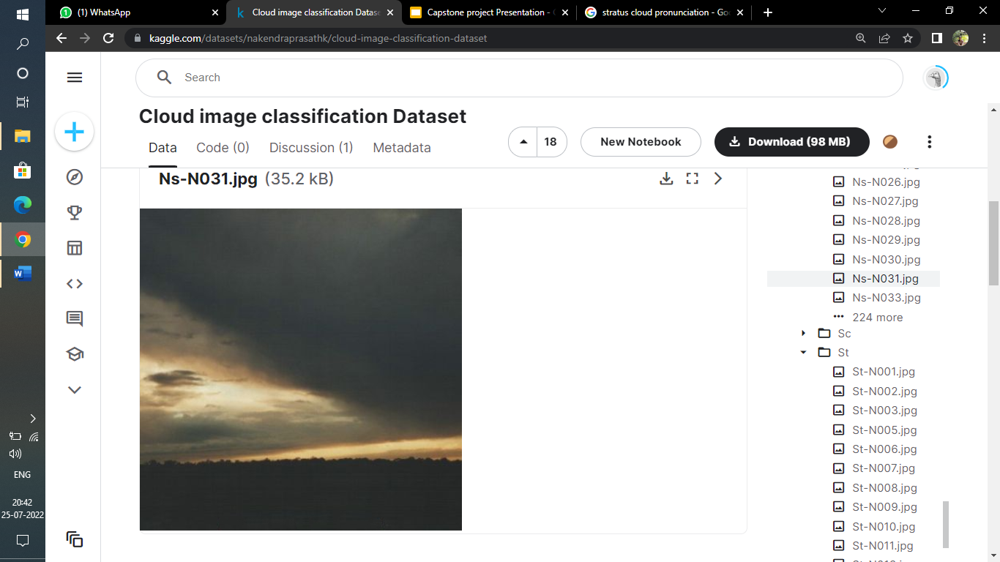 (1) WhatsApp
Cloud image classification Datase
Capstone project Presentation -
stratus cloud pronunciation - Goo
kaggle.com/datasets/nakendraprasathk/cloud-image-classification-dataset
Search
Cloud image classification Dataset
Data Code (0) Discussion (1) Metadata
18
New Notebook
Download (98 MB)
Ns-N031.jpg (35.2 kB)
Ns-N026.jpg
Ns-N027.jpg
Ns-N028.jpg
Ns-N029.jpg
Ns-N030.jpg
Ns-N031.jpg
Ns-N033.jpg
224 more
Sc
St
St-N001.jpg
St-N002.jpg
St-N003.jpg
St-N005.jpg
St-N006.jpg
St-N007.jpg
St-N008.jpg
St-N009.jpg
St-N010.jpg
St-N011.jpg
ENG
20:42
25-07-2022